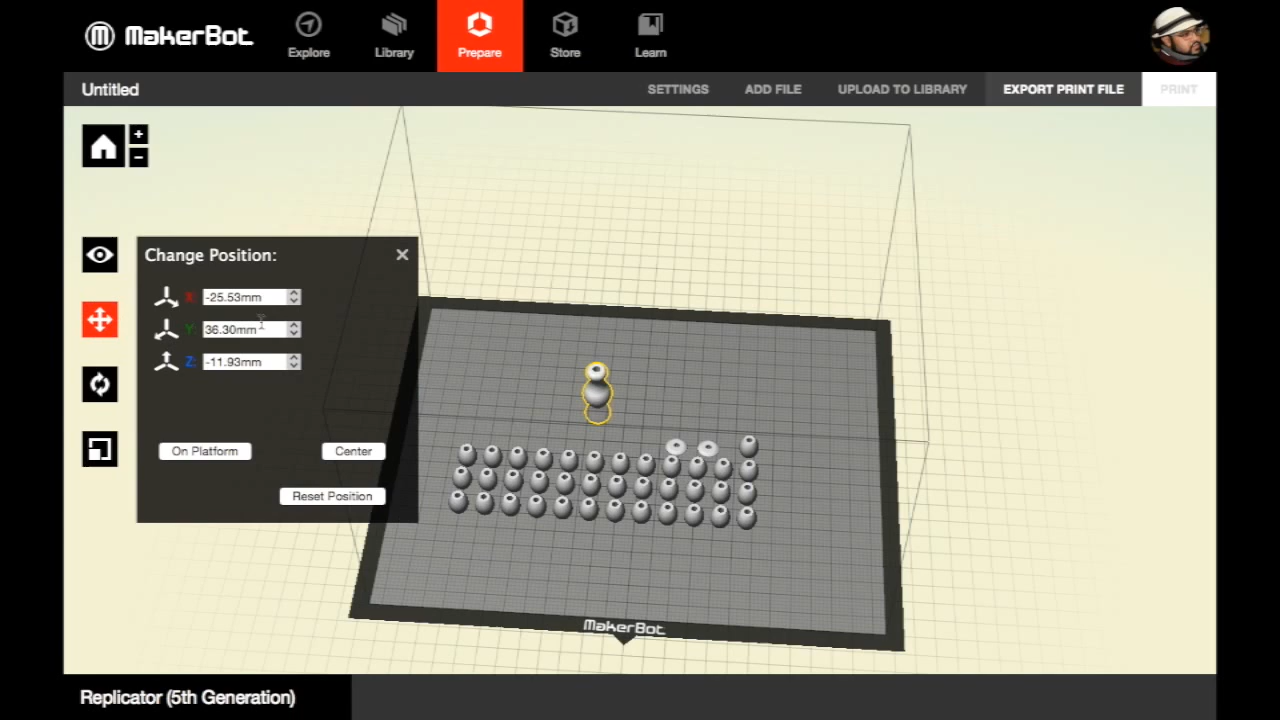 MakerBot
Explore
Library
Prepare
Store
Learn
Untitled
SETTINGS
ADD FILE
UPLOAD TO LIBRARY
EXPORT PRINT FILE
PRINT
Change Position:
X: -25.53mm
Y: 36.30mm
Z: -11.93mm
On Platform
Center
Reset Position
MakerBot
Replicator (5th Generation)